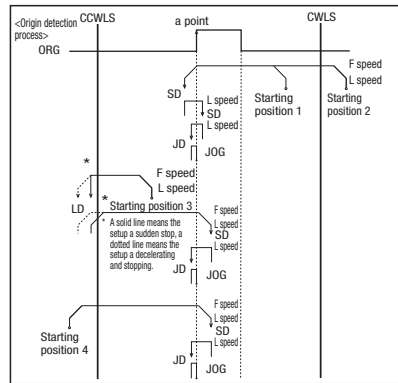 <Origin detection
process>
CCWLS
a point
CWLS
ORG
F speed
L speed
SD
L speed
SD
Starting
position 1
Starting
position 2
L speed
JD
JOG
*
F speed
L speed
LD
*
Starting position 3
F speed
* A solid line means the
setup a sudden stop, a
dotted line means the
setup a decelerating
and stopping.
L speed
SD
L speed
JD
JOG
F speed
L speed
SD
Starting
position 4
L speed
JD
JOG